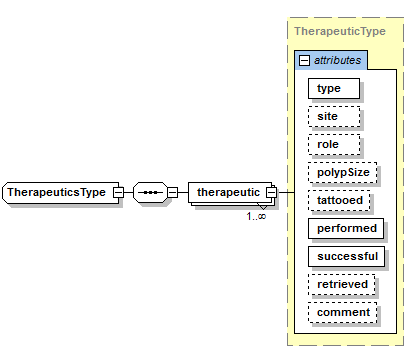 TherapeuticType
attributes
type
site
role
polypSize
TherapeuticsType
therapeutic
tattooed
1..∞
performed
successful
retrieved
comment